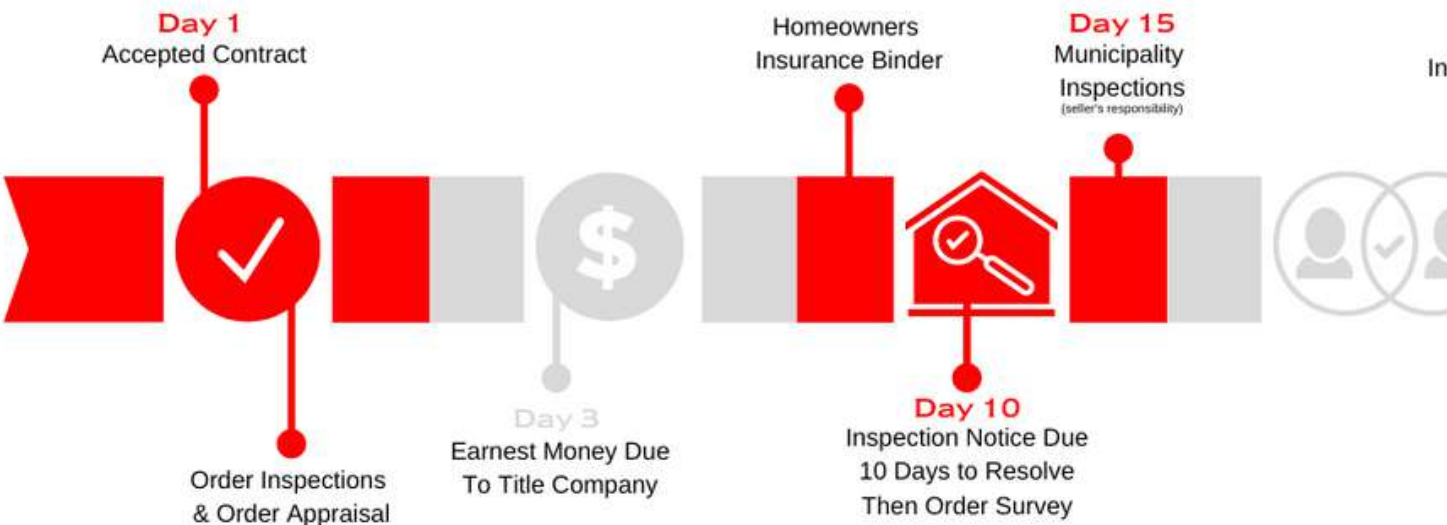 Day 1
Accepted Contract
Order Inspections
& Order Appraisal
$
Day 3
Earnest Money Due
To Title Company
Homeowners
Insurance Binder
Day 10
Inspection Notice Due
10 Days to Resolve
Then Order Survey
Day 15
Municipality
Inspections
(seller's responsibility)